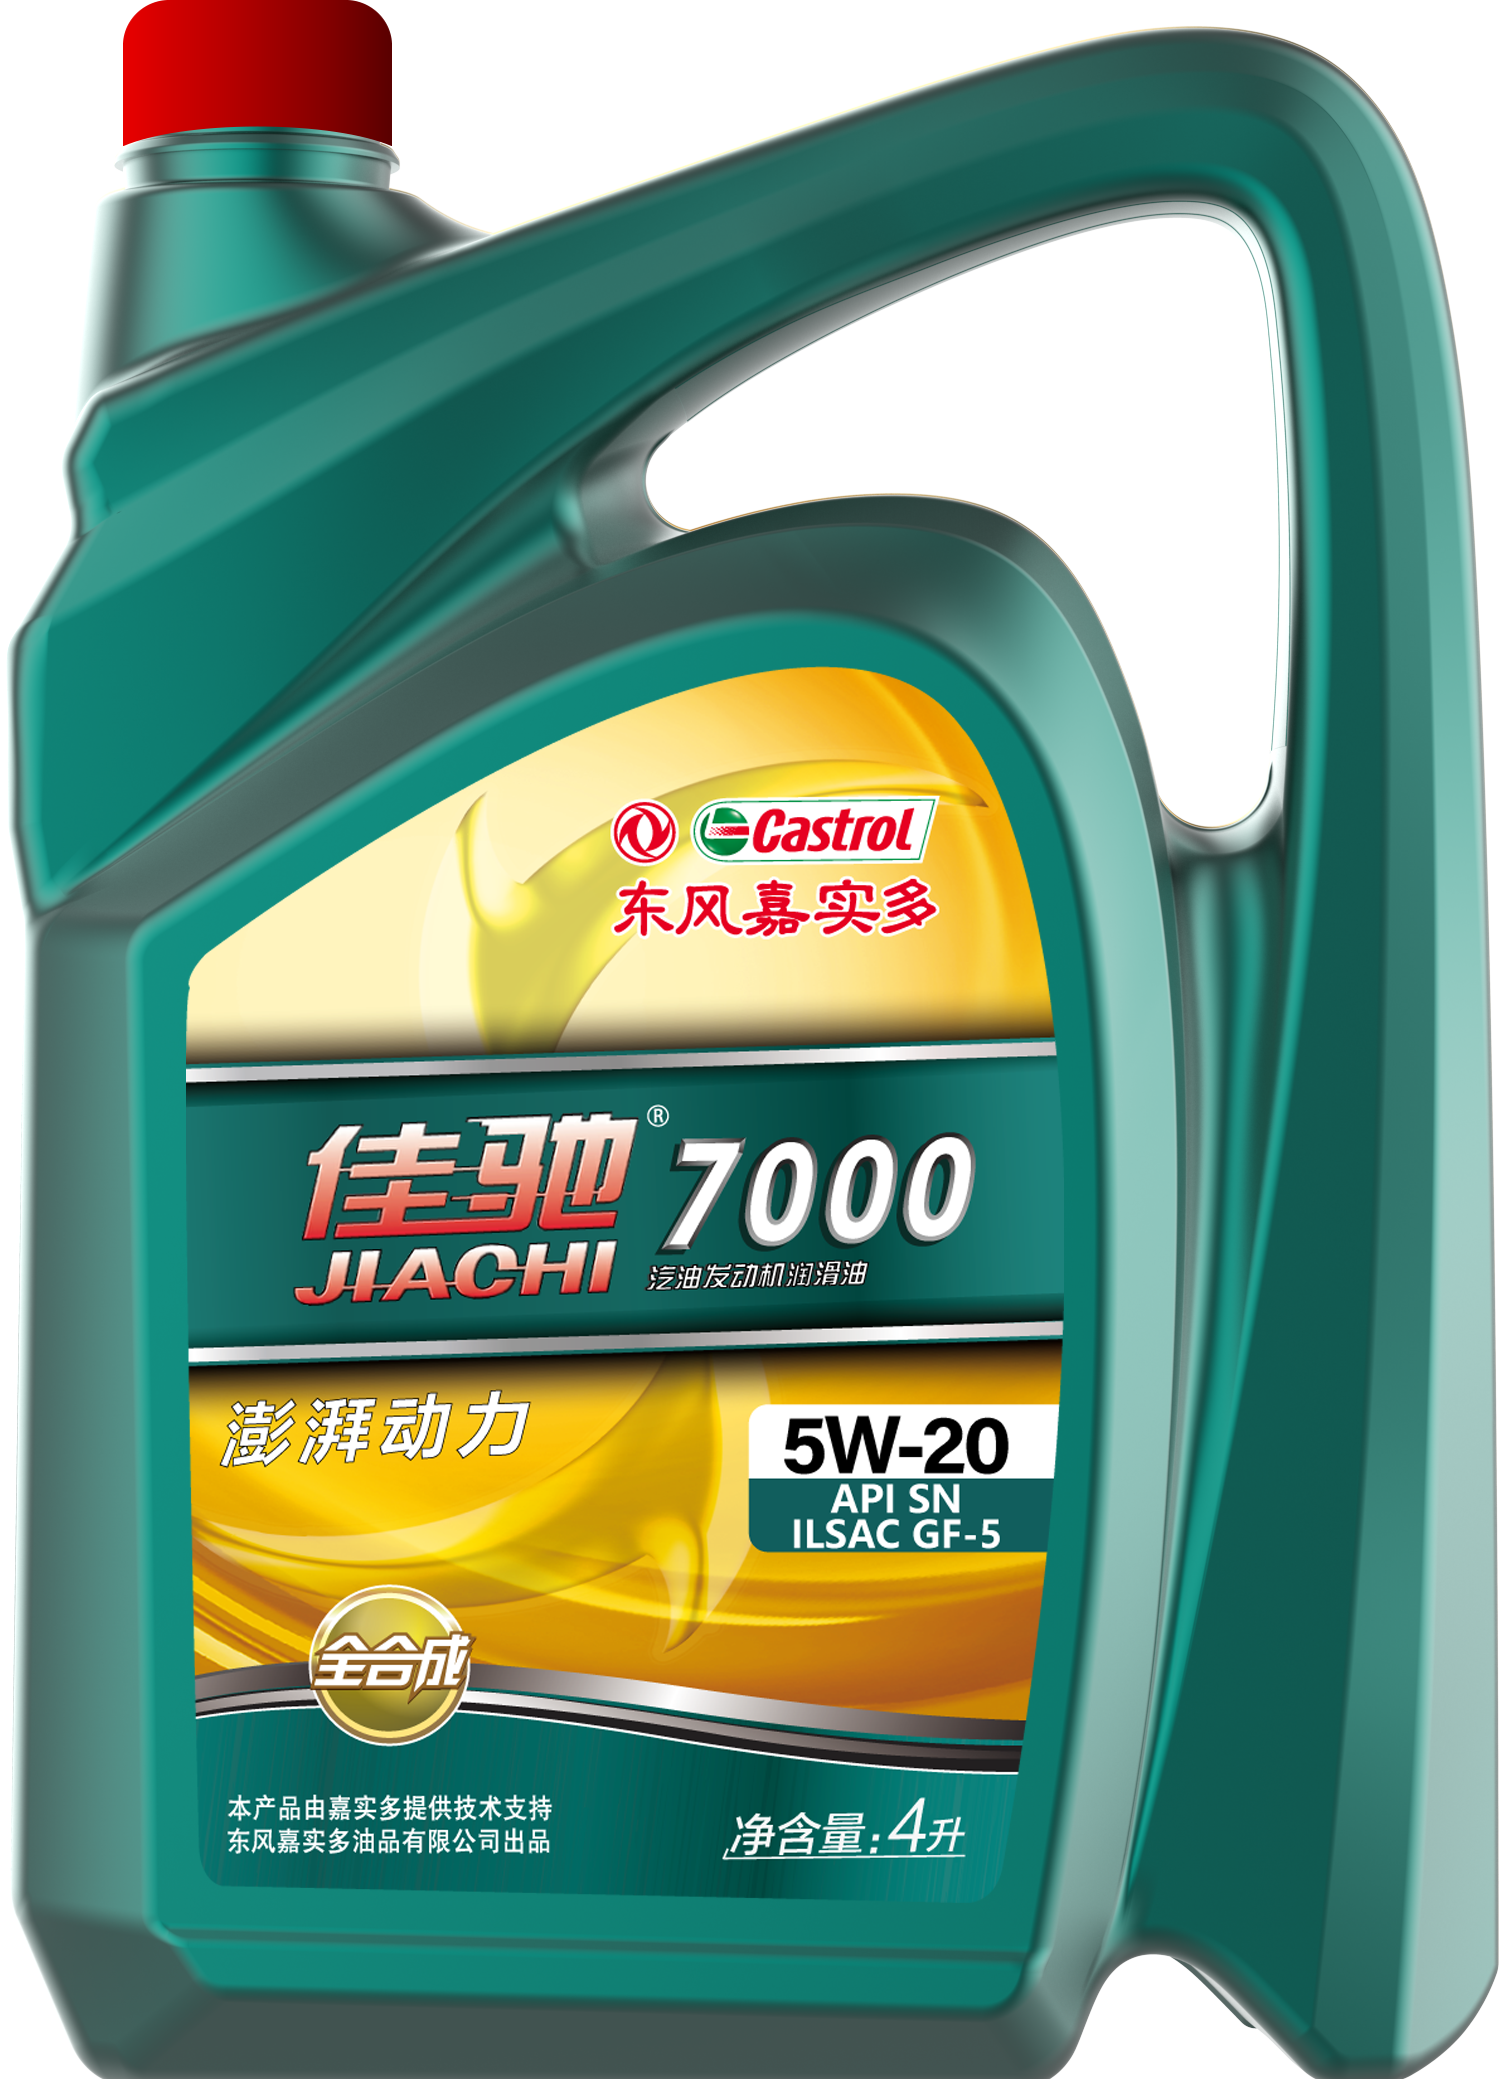 Castrol
东风嘉实多
佳驰® 7000
JIACHI 汽油发动机润滑油
澎湃动力
5W-20
API SN
ILSAC GF-5
全合成
本产品由嘉实多提供技术支持
东风嘉实多油品有限公司出品
净含量:4升